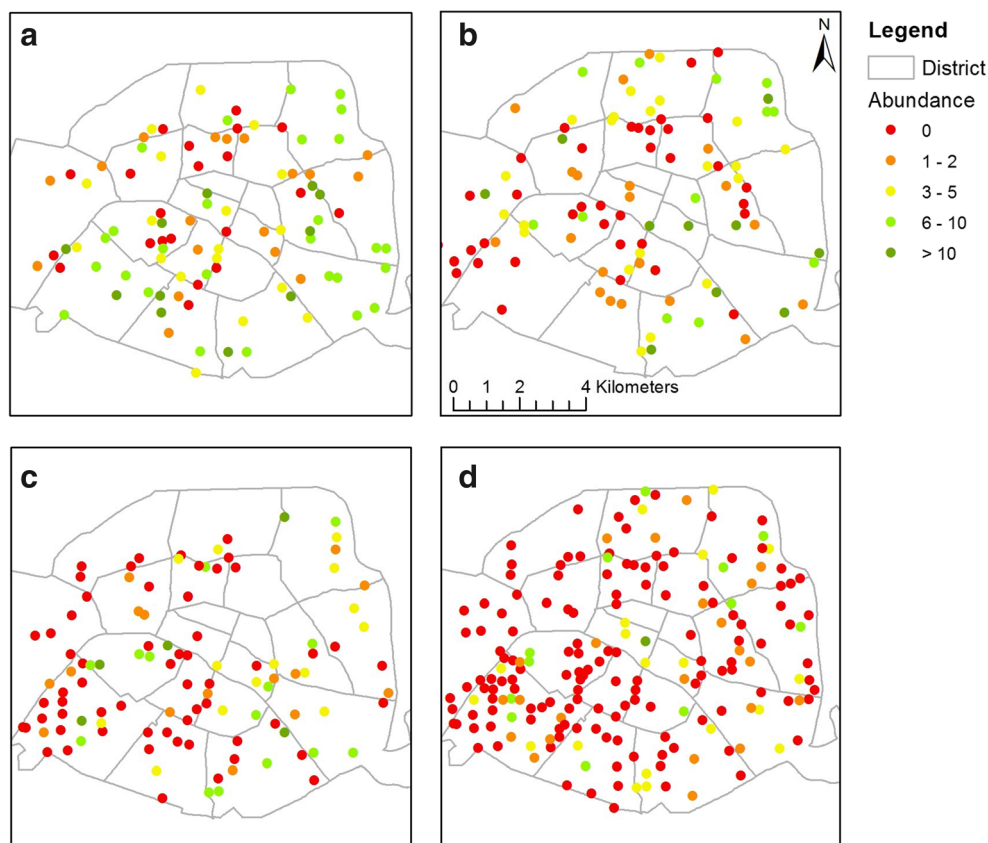 a
b
N
Legend
District
Abundance
0
1 - 2
3 - 5
6 - 10
> 10
0 1 2 4 Kilometers
c
d